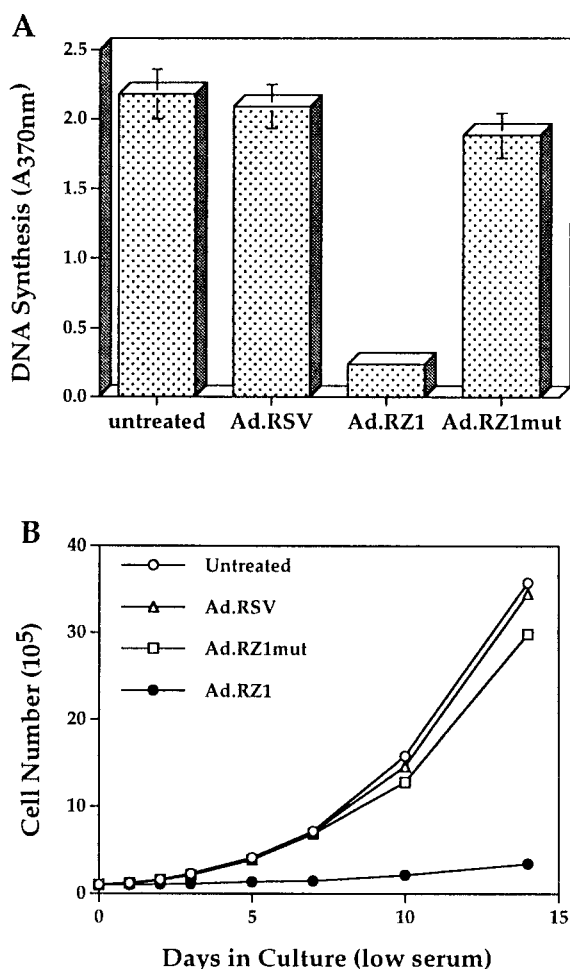 A
DNA Synthesis (A370nm)
2.5
2.0
1.5
1.0
0.5
0.0
untreated Ad.RSV Ad.RZ1 Ad.RZ1mut
B
Cell Number (10^5)
40
30
20
10
0
Untreated
Ad.RSV
Ad.RZ1mut
Ad.RZ1
0 5 10 15
Days in Culture (low serum)